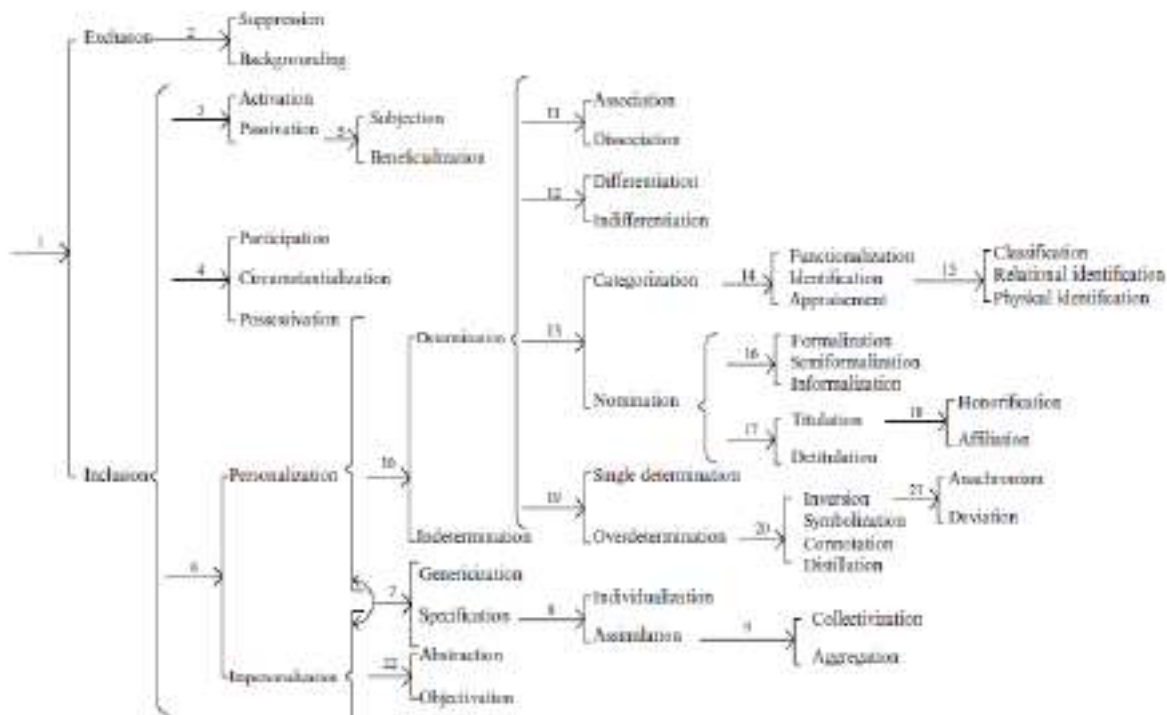 Suppression
Exclusion 2
Backgrounding
Activation
3
Passivation 5
Subjection
Beneficialization
11
Association
Dissociation
12
Differentiation
Indifferentiation
1
Participation
4 Circumstantialization
Possessivation
Categorization 14
Functionalization
Identification 15
Appraisement
Classification
Relational identification
Physical identification
Determination 13
Nomination
16
Formalization
Semiformalization
Informalization
17
Titulation 18
Detitulation
Honorification
Affiliation
Inclusion
Personalization 10
Indetermination
19
Single determination
Overdetermination 20
Inversion 21
Symbolization
Connotation
Distillation
Anachronism
Deviation
6
7
Genericization
Specification 8
Individualization
Assimilation 9
Collectivization
Aggregation
Impersonalization 22
Abstraction
Objectivation